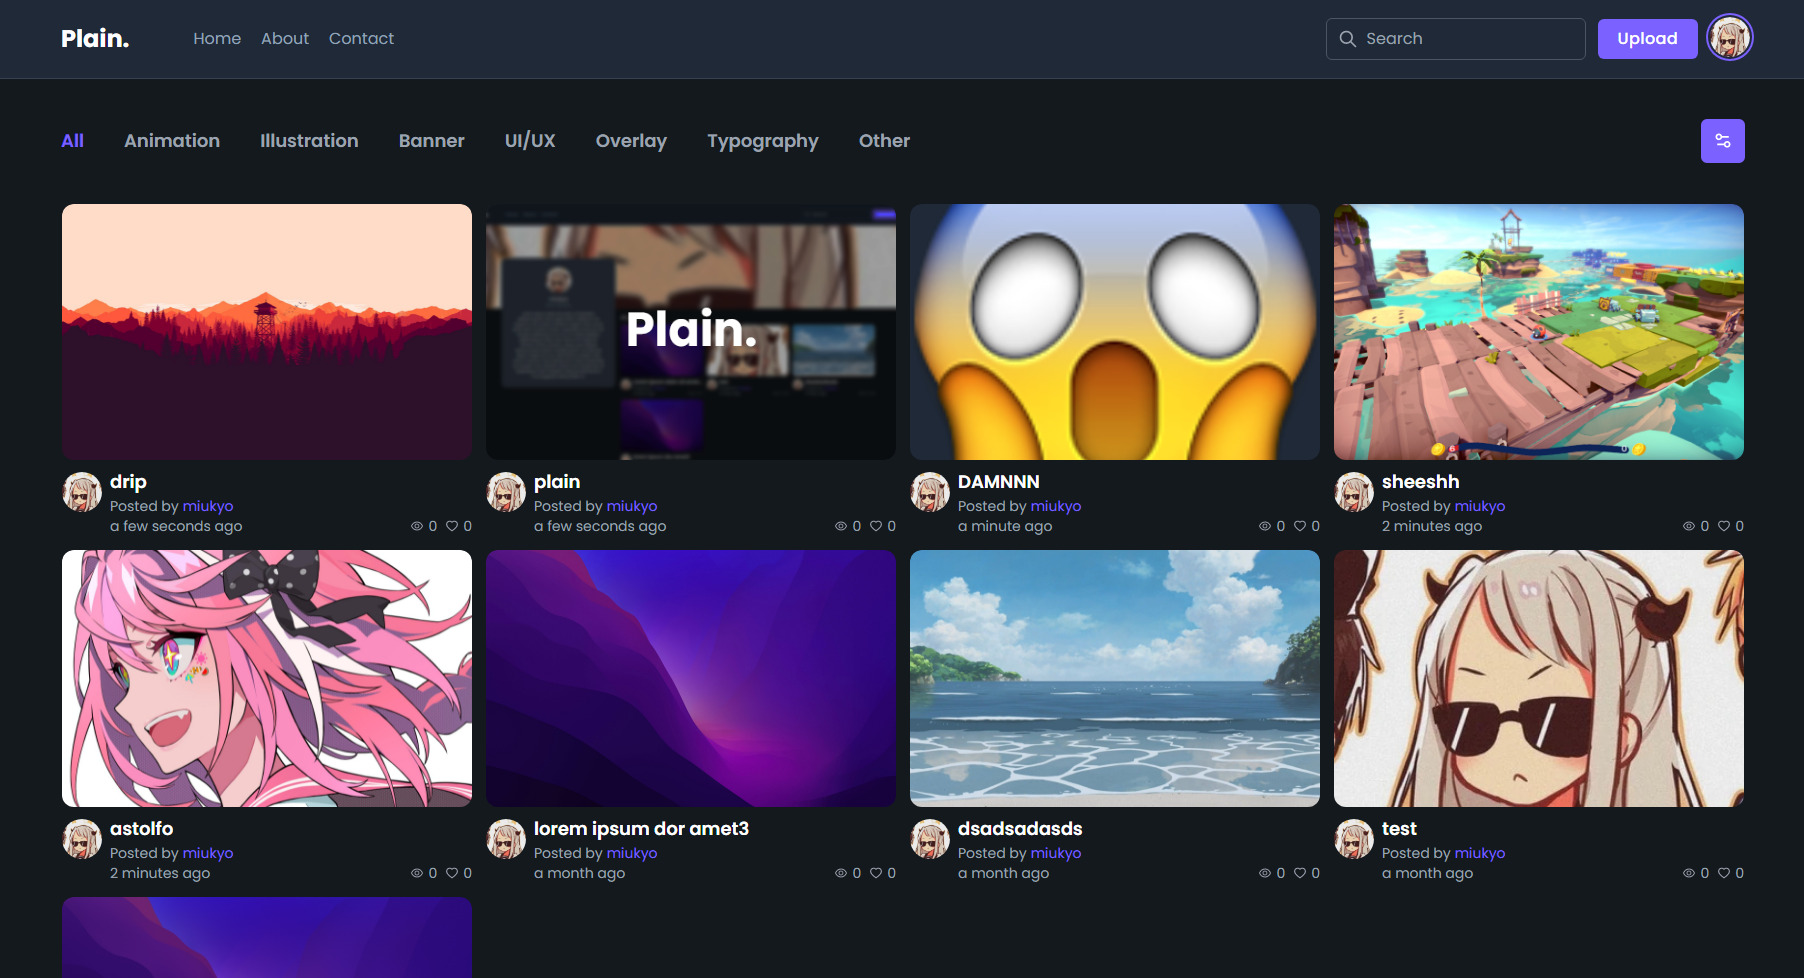 Plain.
Home About Contact
Search
Upload
All Animation Illustration Banner UI/UX Overlay Typography Other
Plain.
drip
Posted by miukyo
a few seconds ago 0 0
plain
Posted by miukyo
a few seconds ago 0 0
DAMNNN
Posted by miukyo
a minute ago 0 0
sheeshh
Posted by miukyo
2 minutes ago 0 0
astolfo
Posted by miukyo
2 minutes ago 0 0
lorem ipsum dor amet3
Posted by miukyo
a month ago 0 0
dsadsadasds
Posted by miukyo
a month ago 0 0
test
Posted by miukyo
a month ago 0 0